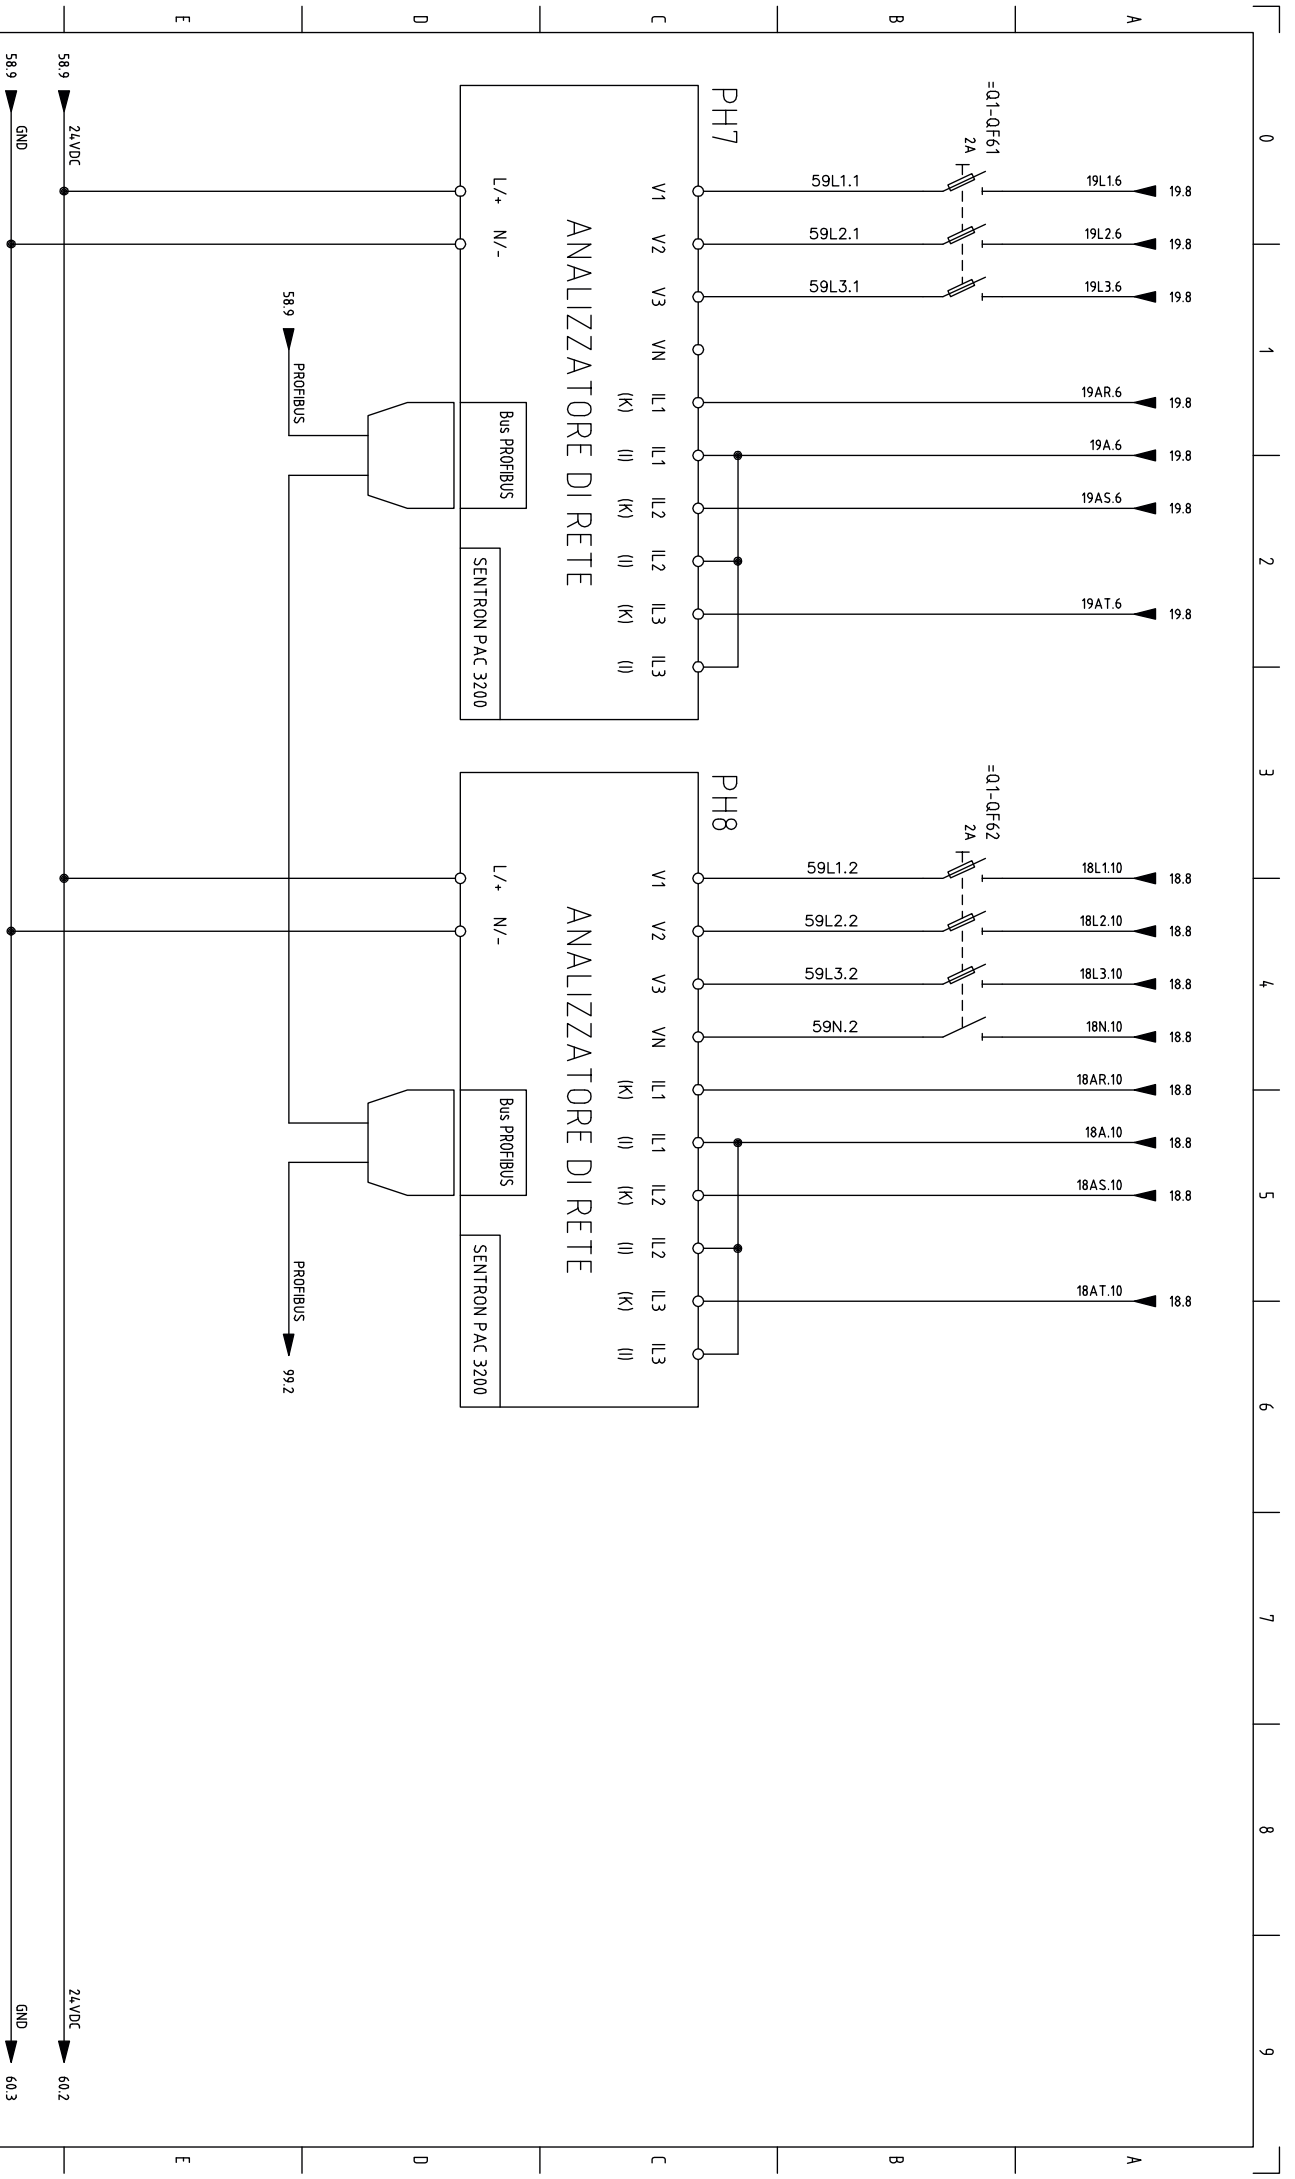 0 1 2 3 4 5 6 7 8 9
A
B
C
D
E
A
B
C
D
E
19.8 19.8 19.8 19.8 19.8 19.8 19.8
19L1.6 19L2.6 19L3.6 19AR.6 19A.6 19AS.6 19AT.6
=Q1-QF61
2A
59L1.1 59L2.1 59L3.1
PH7
V1 V2 V3 VN IL1 IL1 IL2 IL2 IL3 IL3
(K) (l) (K) (l) (K) (l)
ANALIZZATORE DI RETE
L/+ N/-
Bus PROFIBUS
SENTRON PAC 3200
18.8 18.8 18.8 18.8 18.8 18.8 18.8 18.8
18L1.10 18L2.10 18L3.10 18N.10 18AR.10 18A.10 18AS.10 18AT.10
=Q1-QF62
2A
59L1.2 59L2.2 59L3.2 59N.2
PH8
V1 V2 V3 VN IL1 IL1 IL2 IL2 IL3 IL3
(K) (l) (K) (l) (K) (l)
ANALIZZATORE DI RETE
L/+ N/-
Bus PROFIBUS
SENTRON PAC 3200
58.9 PROFIBUS
PROFIBUS 99.2
58.9 24VDC
24VDC 60.2
58.9 GND
GND 60.3